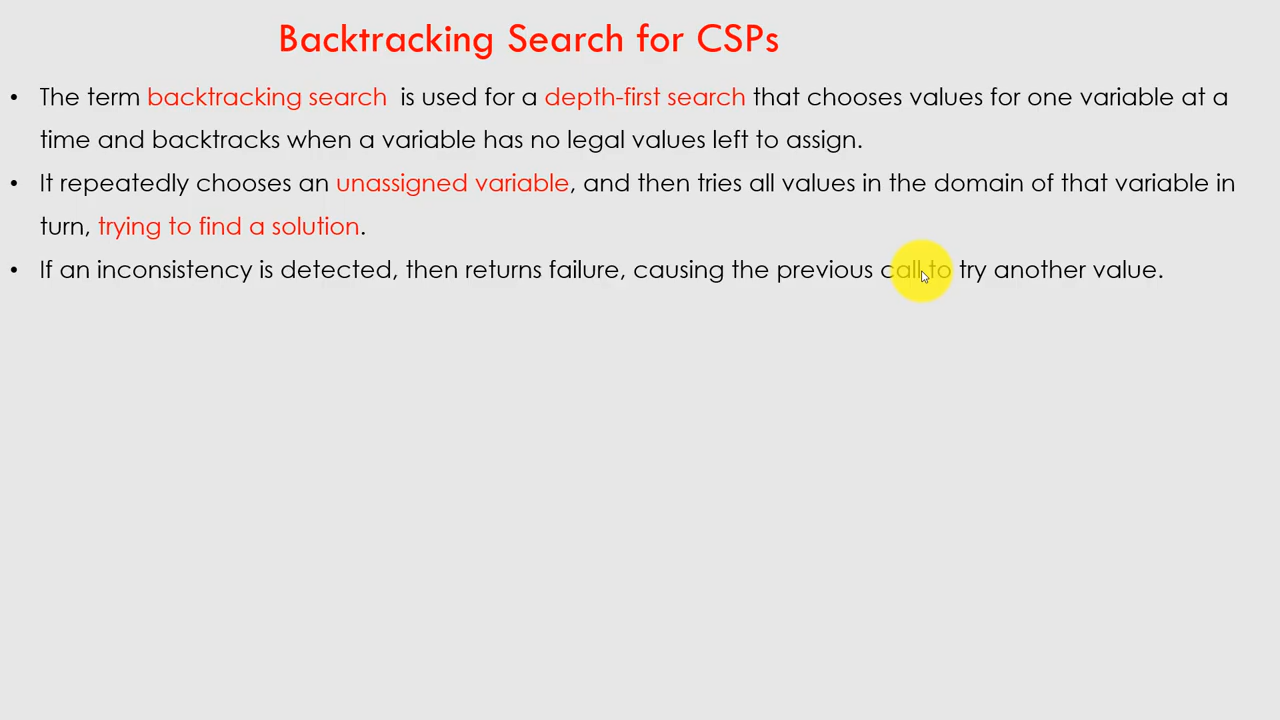 Backtracking Search for CSPs
• The term backtracking search is used for a depth-first search that chooses values for one variable at a
time and backtracks when a variable has no legal values left to assign.
• It repeatedly chooses an unassigned variable, and then tries all values in the domain of that variable in
turn, trying to find a solution.
• If an inconsistency is detected, then returns failure, causing the previous call to try another value.